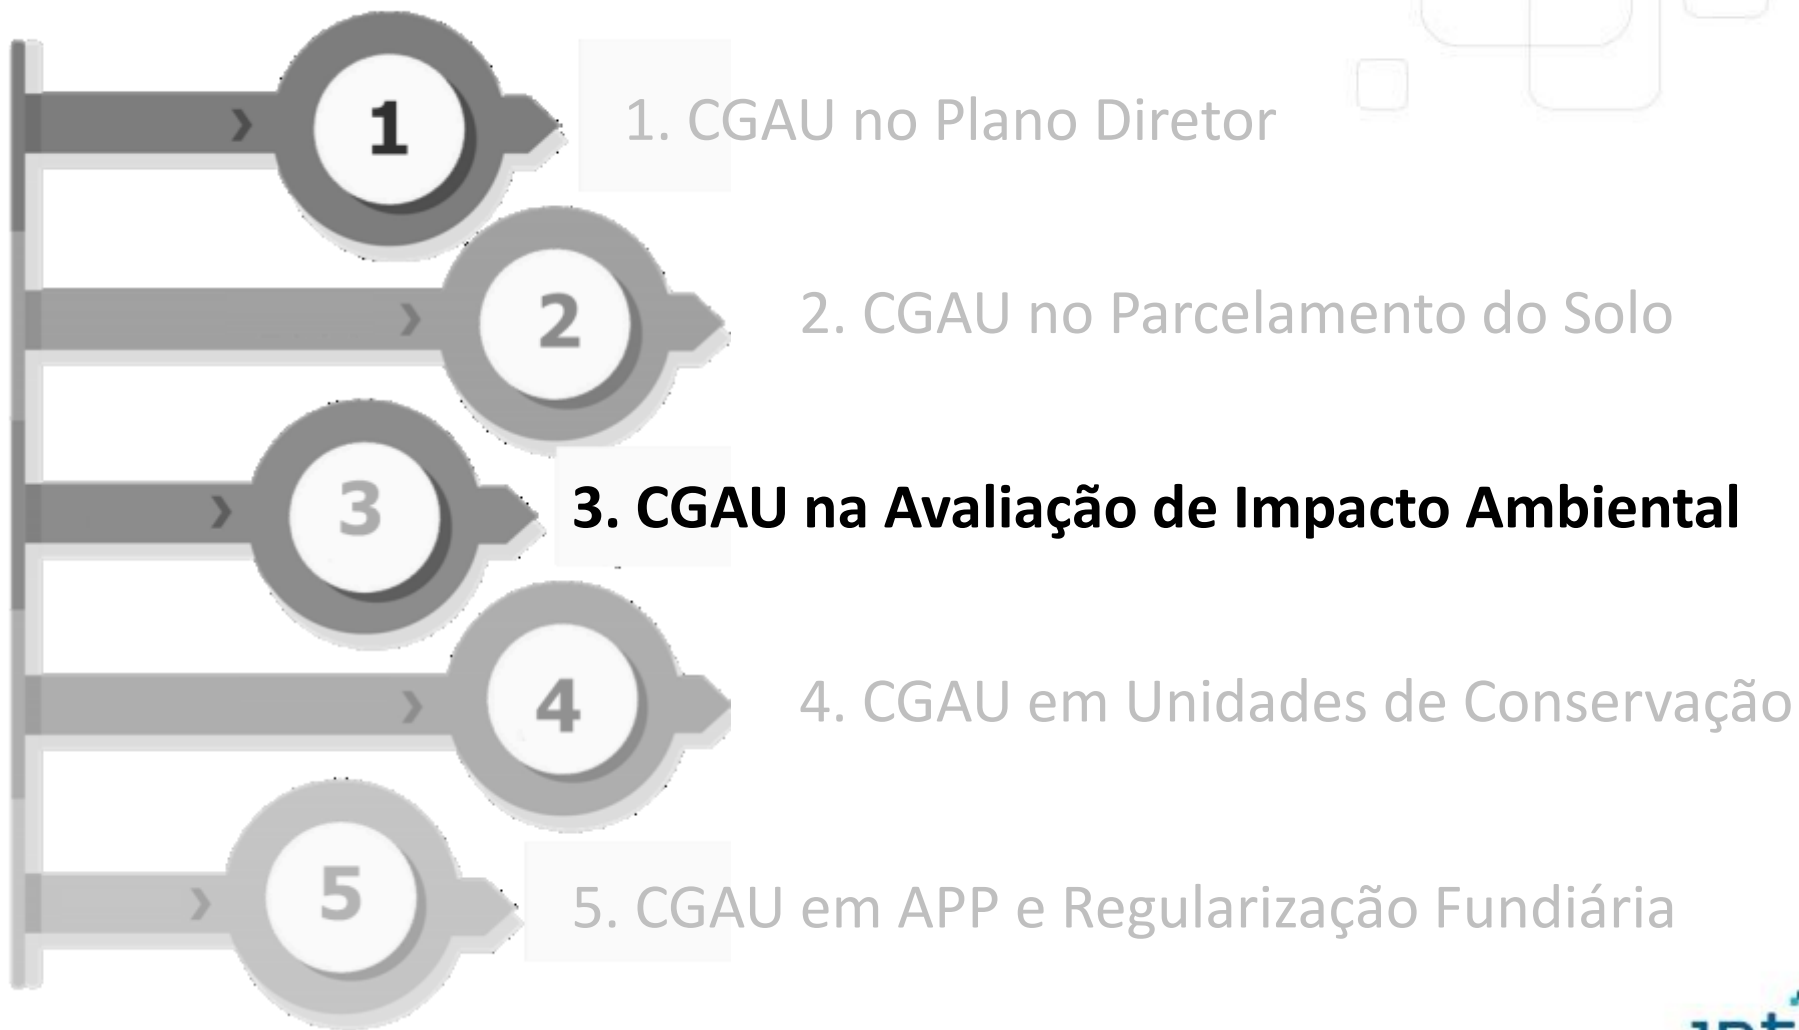 1
1. CGAU no Plano Diretor
2
2. CGAU no Parcelamento do Solo
3
3. CGAU na Avaliação de Impacto Ambiental
4
4. CGAU em Unidades de Conservação
5
5. CGAU em APP e Regularização Fundiária